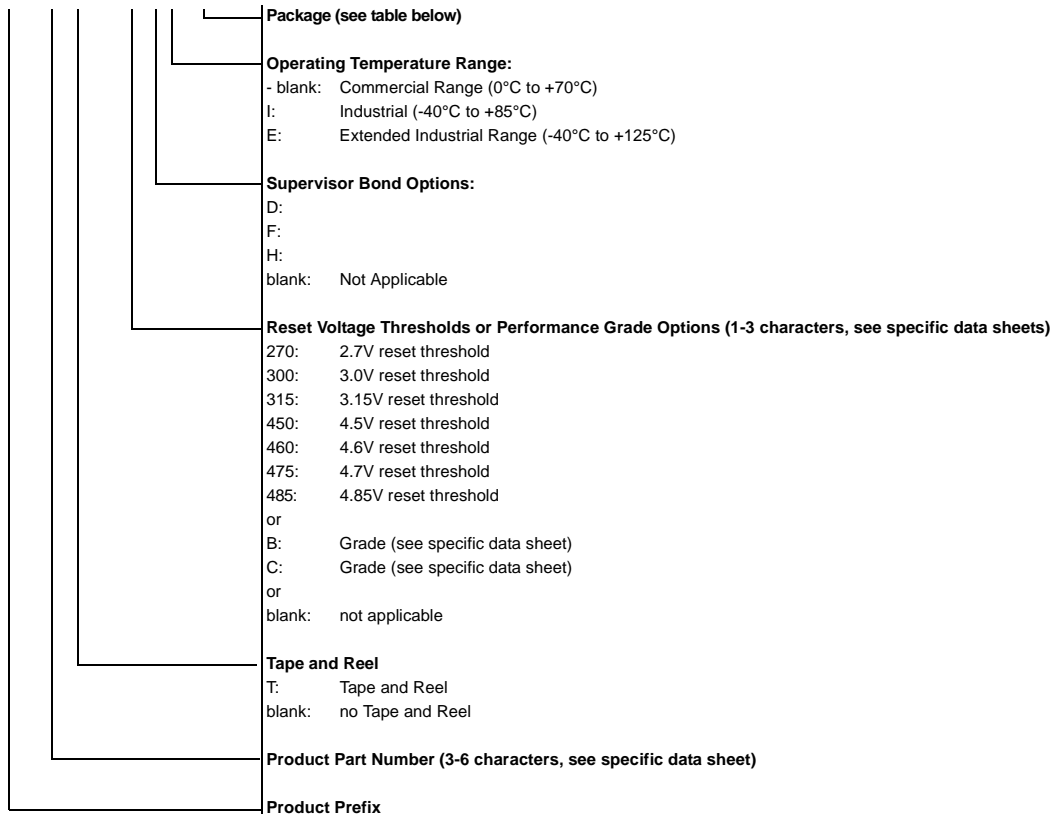 Package (see table below)
Operating Temperature Range:
- blank: Commercial Range (0°C to +70°C)
I: Industrial (-40°C to +85°C)
E: Extended Industrial Range (-40°C to +125°C)
Supervisor Bond Options:
D:
F:
H:
blank: Not Applicable
Reset Voltage Thresholds or Performance Grade Options (1-3 characters, see specific data sheets)
270: 2.7V reset threshold
300: 3.0V reset threshold
315: 3.15V reset threshold
450: 4.5V reset threshold
460: 4.6V reset threshold
475: 4.7V reset threshold
485: 4.85V reset threshold
or
B: Grade (see specific data sheet)
C: Grade (see specific data sheet)
or
blank: not applicable
Tape and Reel
T: Tape and Reel
blank: no Tape and Reel
Product Part Number (3-6 characters, see specific data sheet)
Product Prefix